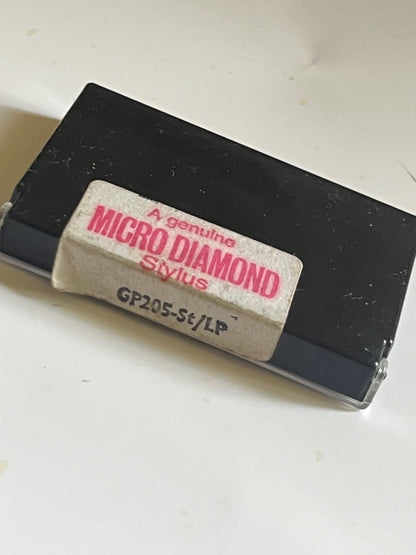 A genuine
MICRO DIAMOND
Stylus
GP205-St/LP